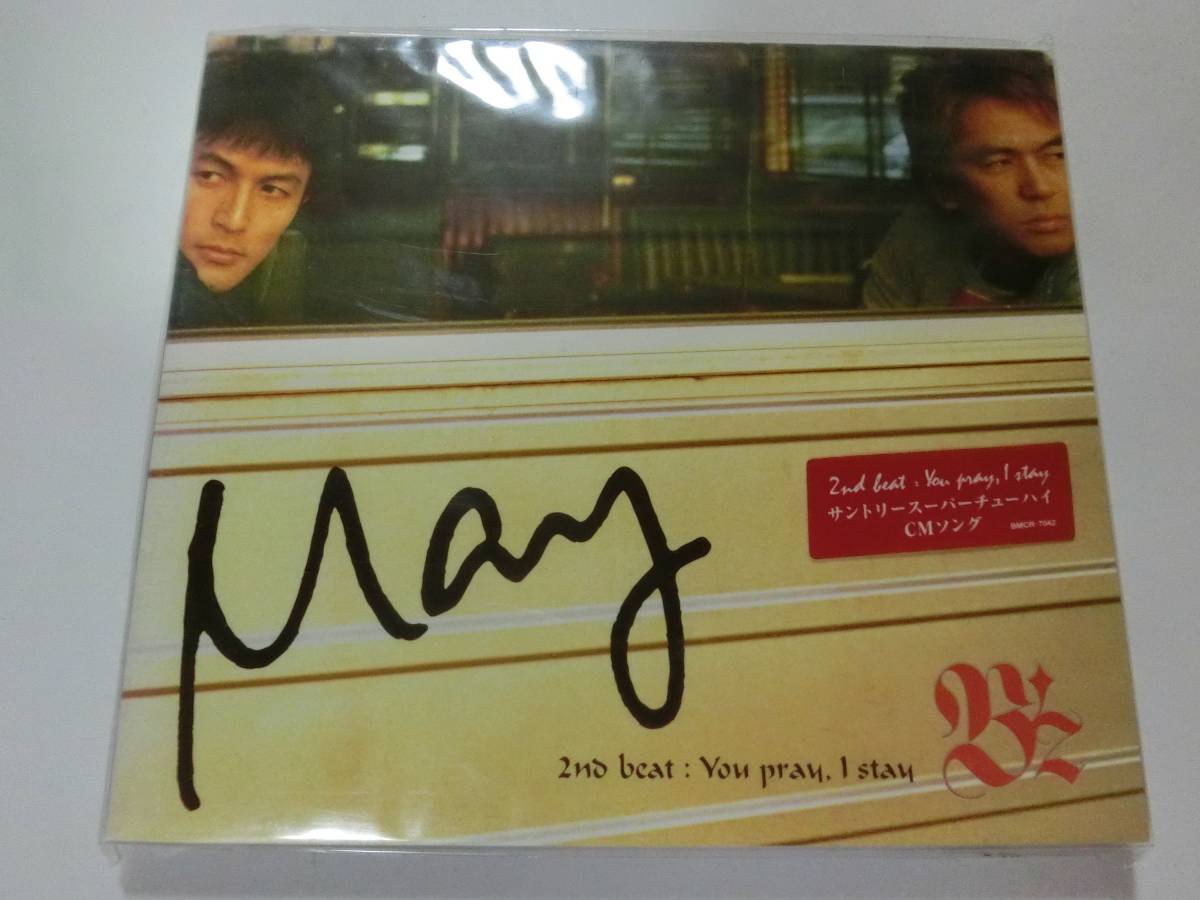 2nd beat : You pray, I stay
サントリースーパーチューハイ
CMソング BMCR-7042
May
2nd beat : You pray, I stay
B'z